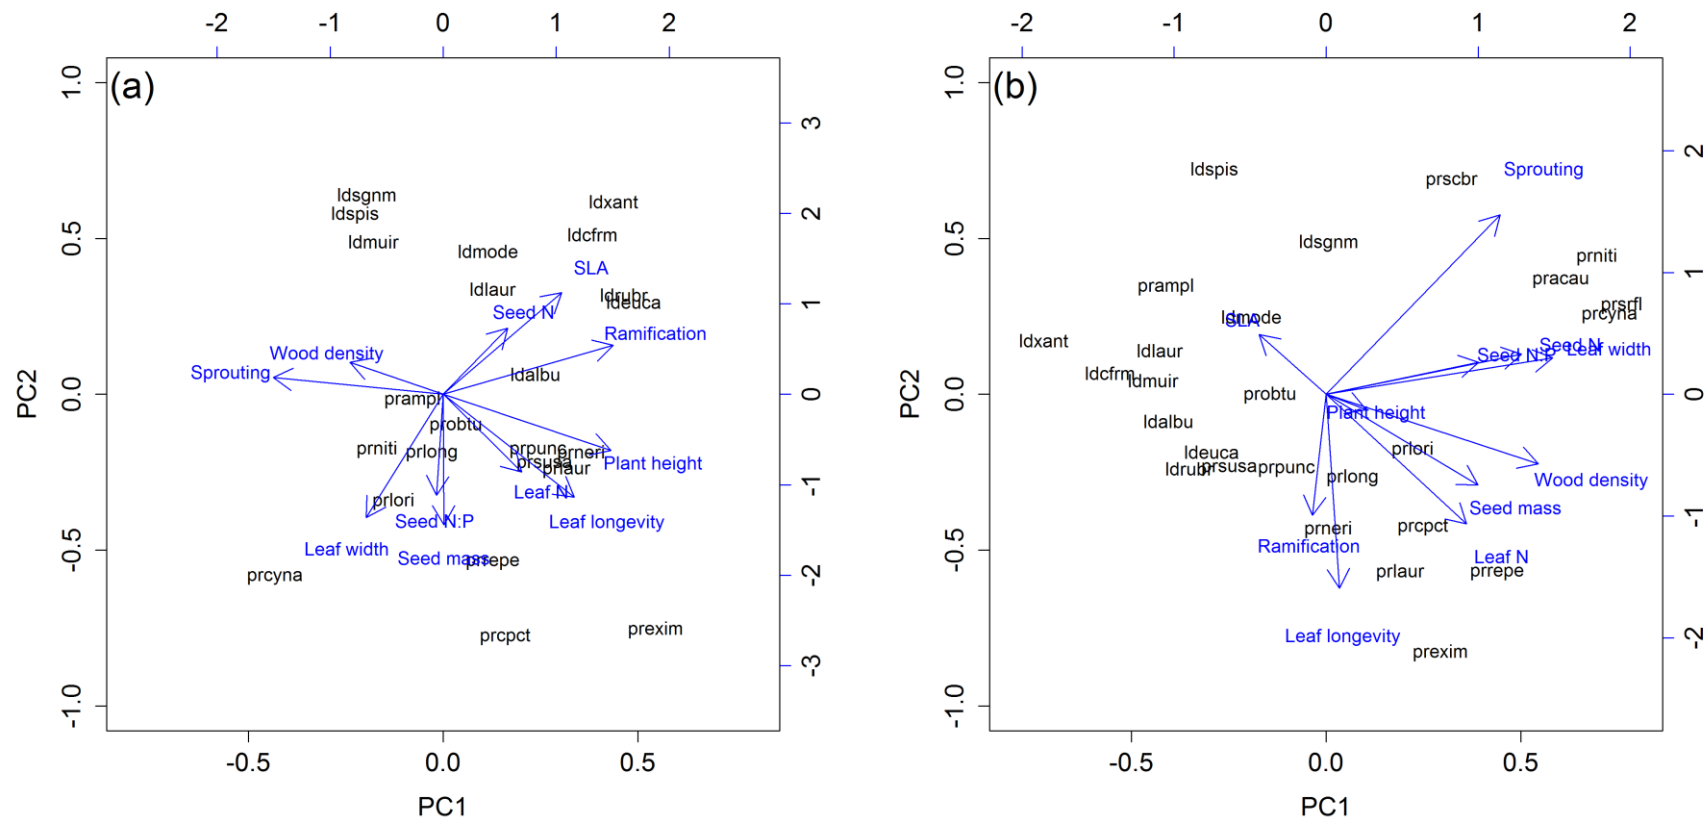 -2 -1 0 1 2
(a)
1.0
0.5
0.0
-0.5
-1.0
PC2
3
2
1
0
-1
-2
-3
ldsgnm
ldspis
ldmuir
ldxant
ldcfrm
ldmode
SLA
ldlaur
ldrubr
ldeuca
Seed N
Ramification
Wood density
Sprouting
ldalbu
prampl
probtu
prniti
prlong
prpunc
prneri
prsusa
prlaur
Plant height
prlori
Leaf N
Seed N:P
Leaf longevity
Leaf width
Seed mass
prrepe
prcyna
prcpct
prexim
-0.5 0.0 0.5
PC1
-2 -1 0 1 2
(b)
1.0
0.5
0.0
-0.5
-1.0
PC2
2
1
0
-1
-2
ldspis
prscbr
Sprouting
ldsgnm
prniti
pracau
prampl
prsrfl
prcyna
ldmode
SLA
ldxant
ldlaur
Seed N
Leaf width
Seed N:P
ldcfrm
ldmuir
probtu
Plant height
ldalbu
prlori
ldeuca
ldrubr
prsusa
prpunc
prlong
Wood density
Seed mass
prneri
prcpct
Ramification
Leaf N
prlaur
prrepe
Leaf longevity
prexim
-0.5 0.0 0.5
PC1